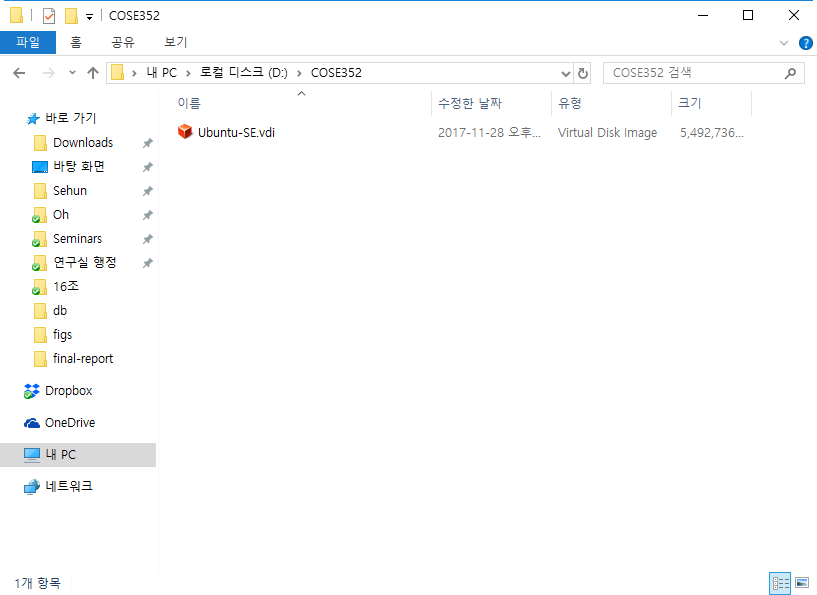 COSE352
파일 홈 공유 보기
내 PC 로컬 디스크 (D:) COSE352 COSE352 검색
이름 수정한 날짜 유형 크기
Ubuntu-SE.vdi 2017-11-28 오후... Virtual Disk Image 5,492,736...
바로 가기
Downloads
바탕 화면
Sehun
Oh
Seminars
연구실 행정
16조
db
figs
final-report
Dropbox
OneDrive
내 PC
네트워크
1개 항목